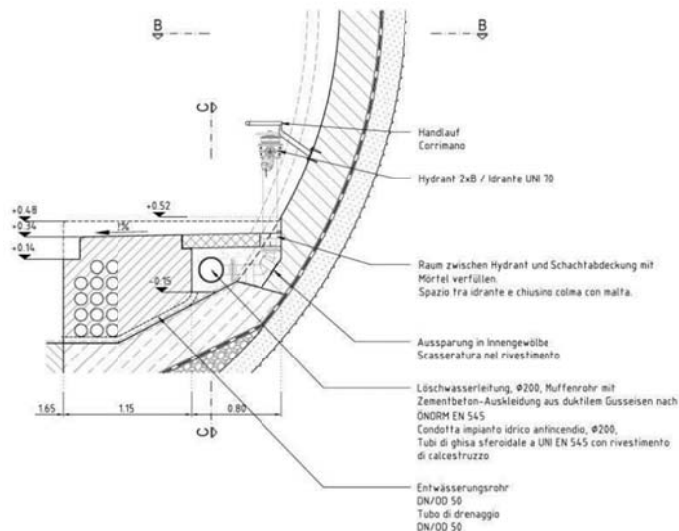 B
B
C
Handlauf
Corrimano
Hydrant 2xB / Idrante UNI 70
+0.48
+0.52
+0.34
1%
+0.14
Raum zwischen Hydrant und Schachtabdeckung mit
Mörtel verfüllen.
Spazio tra idrante e chiusino colma con malta.
-0.15
Aussparung in Innengewölbe
Scasseratura nel rivestimento
Löschwasserleitung, Φ200, Muffenrohr mit
Zementbeton-Auskleidung aus duktilem Gusseisen nach
ÖNORM EN 545
Condotta impianto idrico antincendio, Φ200,
Tubi di ghisa sferoidale a UNI EN 545 con rivestimento
di calcestruzzo
1.65 1.15 0.80
C
Entwässerungsrohr
DN/OD 50
Tubo di drenaggio
DN/OD 50